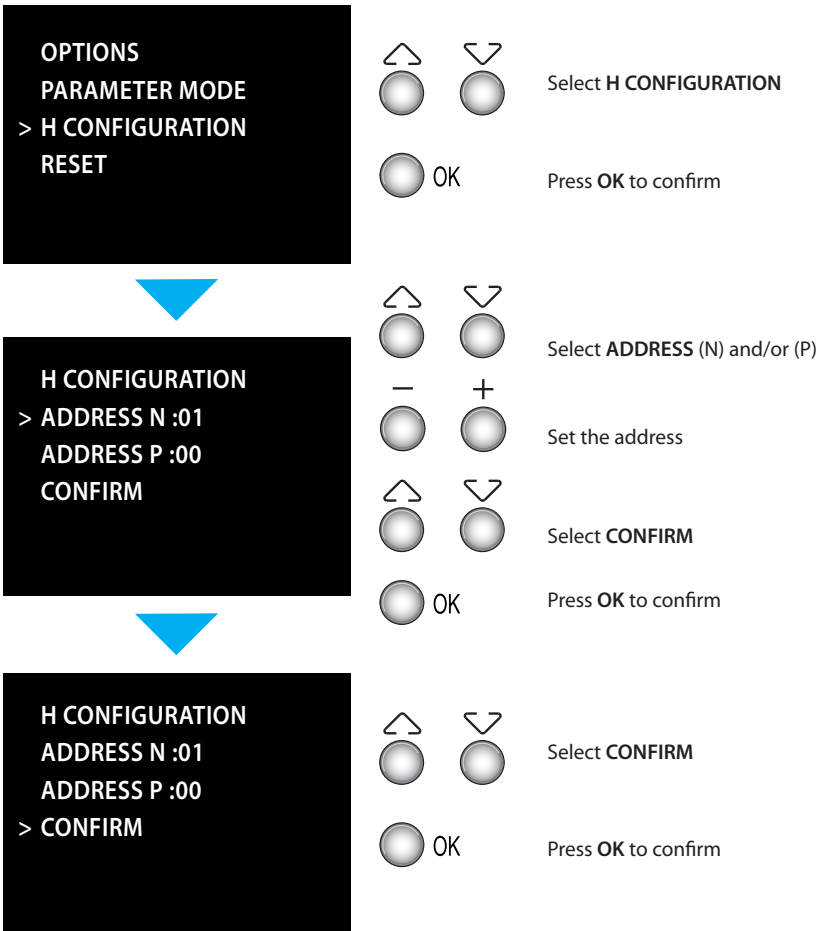 OPTIONS
PARAMETER MODE
> H CONFIGURATION
RESET
Select H CONFIGURATION
OK
Press OK to confirm
H CONFIGURATION
> ADDRESS N :01
ADDRESS P :00
CONFIRM
Select ADDRESS (N) and/or (P)
− +
Set the address
Select CONFIRM
OK
Press OK to confirm
H CONFIGURATION
ADDRESS N :01
ADDRESS P :00
> CONFIRM
Select CONFIRM
OK
Press OK to confirm